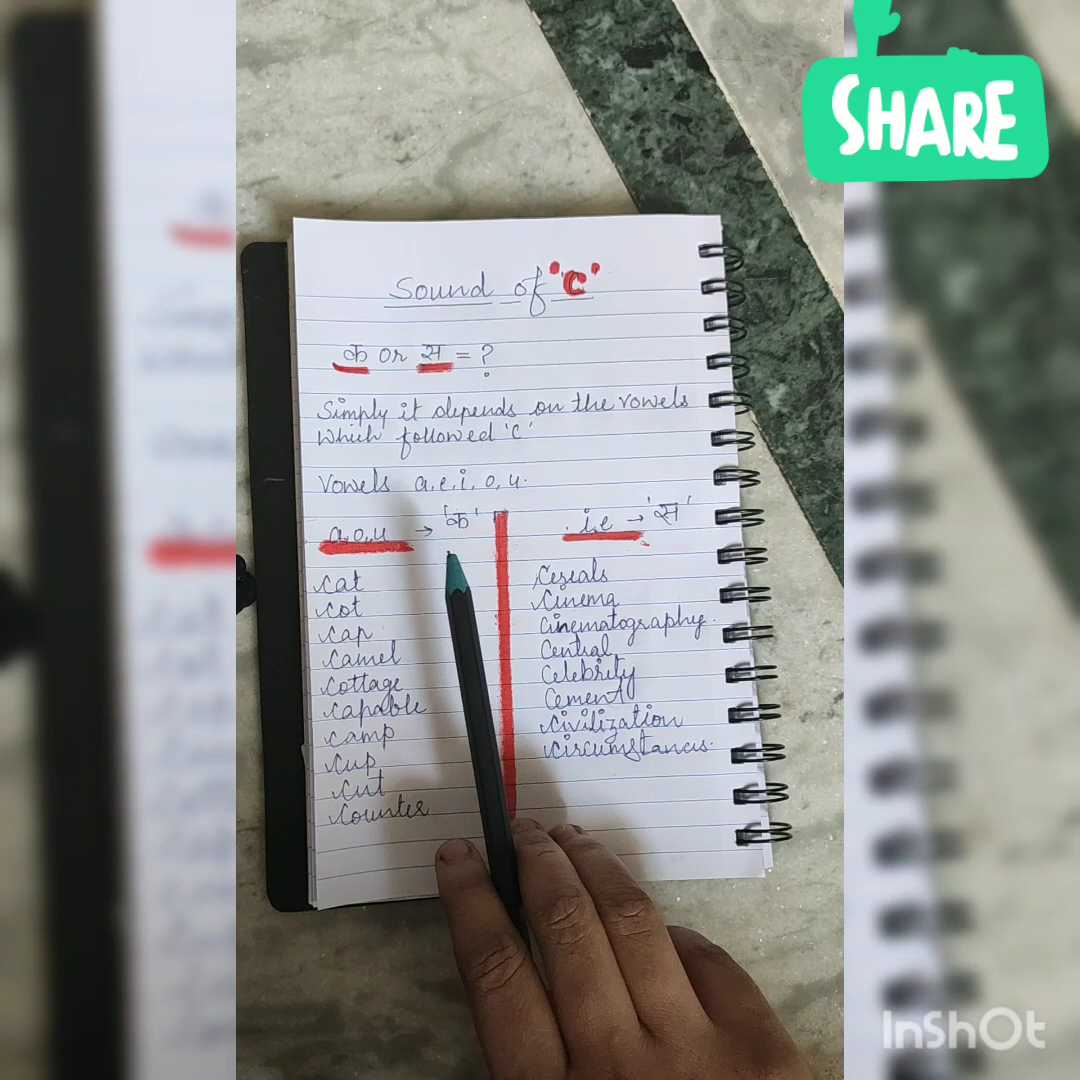 SHARE
Sound of 'C'
क or स = ?
Simply it depends on the vowels
which followed 'C'
Vowels a, e, i, o, u.
a, o, u → 'क'
i, e → 'स'
Cat
Cot
Cap
Camel
Cottage
Capable
Camp
Cup
Cut
Counter
Cereals
Cinema
Cinematography.
Central
Celebrity
Cement
Civilization
Circumstances.
InShOt